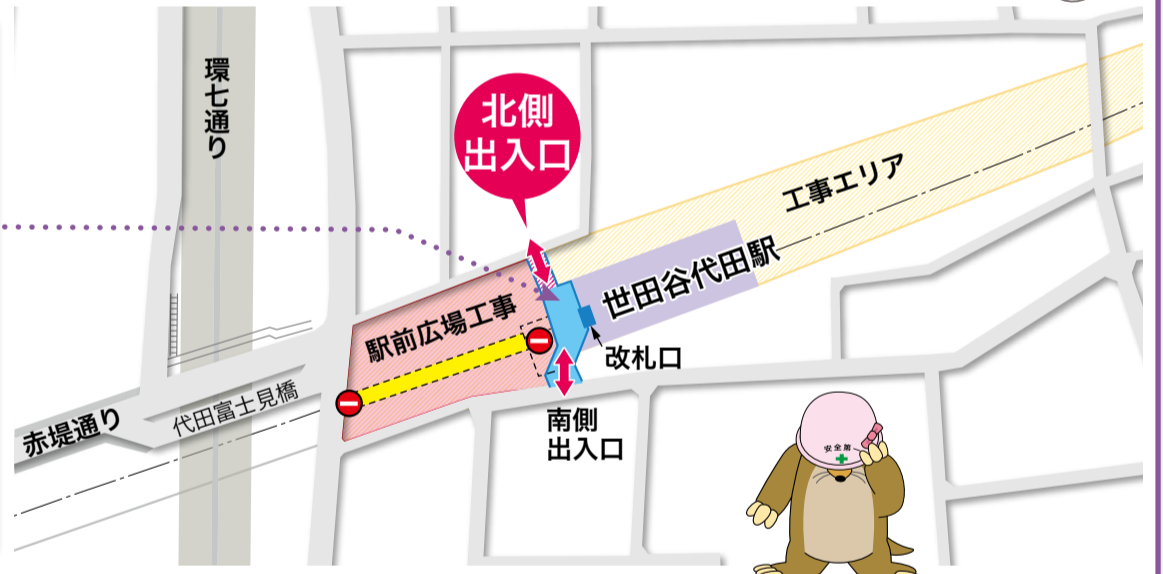 環七通り
北側
出入口
工事エリア
世田谷代田駅
駅前広場工事
改札口
代田富士見橋
赤堤通り
南側
出入口
安全第一